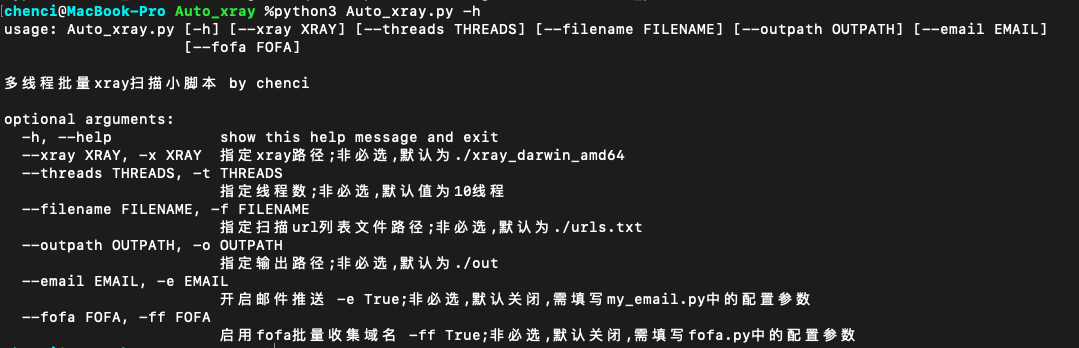 chenci@MacBook-Pro Auto_xray %python3 Auto_xray.py -h
usage: Auto_xray.py [-h] [--xray XRAY] [--threads THREADS] [--filename FILENAME] [--outpath OUTPATH] [--email EMAIL]
[--fofa FOFA]
多线程批量xray扫描小脚本 by chenci
optional arguments:
-h, --help show this help message and exit
--xray XRAY, -x XRAY 指定xray路径;非必选,默认为./xray_darwin_amd64
--threads THREADS, -t THREADS
指定线程数;非必选,默认值为10线程
--filename FILENAME, -f FILENAME
指定扫描url列表文件路径;非必选,默认为./urls.txt
--outpath OUTPATH, -o OUTPATH
指定输出路径;非必选,默认为./out
--email EMAIL, -e EMAIL
开启邮件推送 -e True;非必选,默认关闭,需填写my_email.py中的配置参数
--fofa FOFA, -ff FOFA
启用fofa批量收集域名 -ff True;非必选,默认关闭,需填写fofa.py中的配置参数